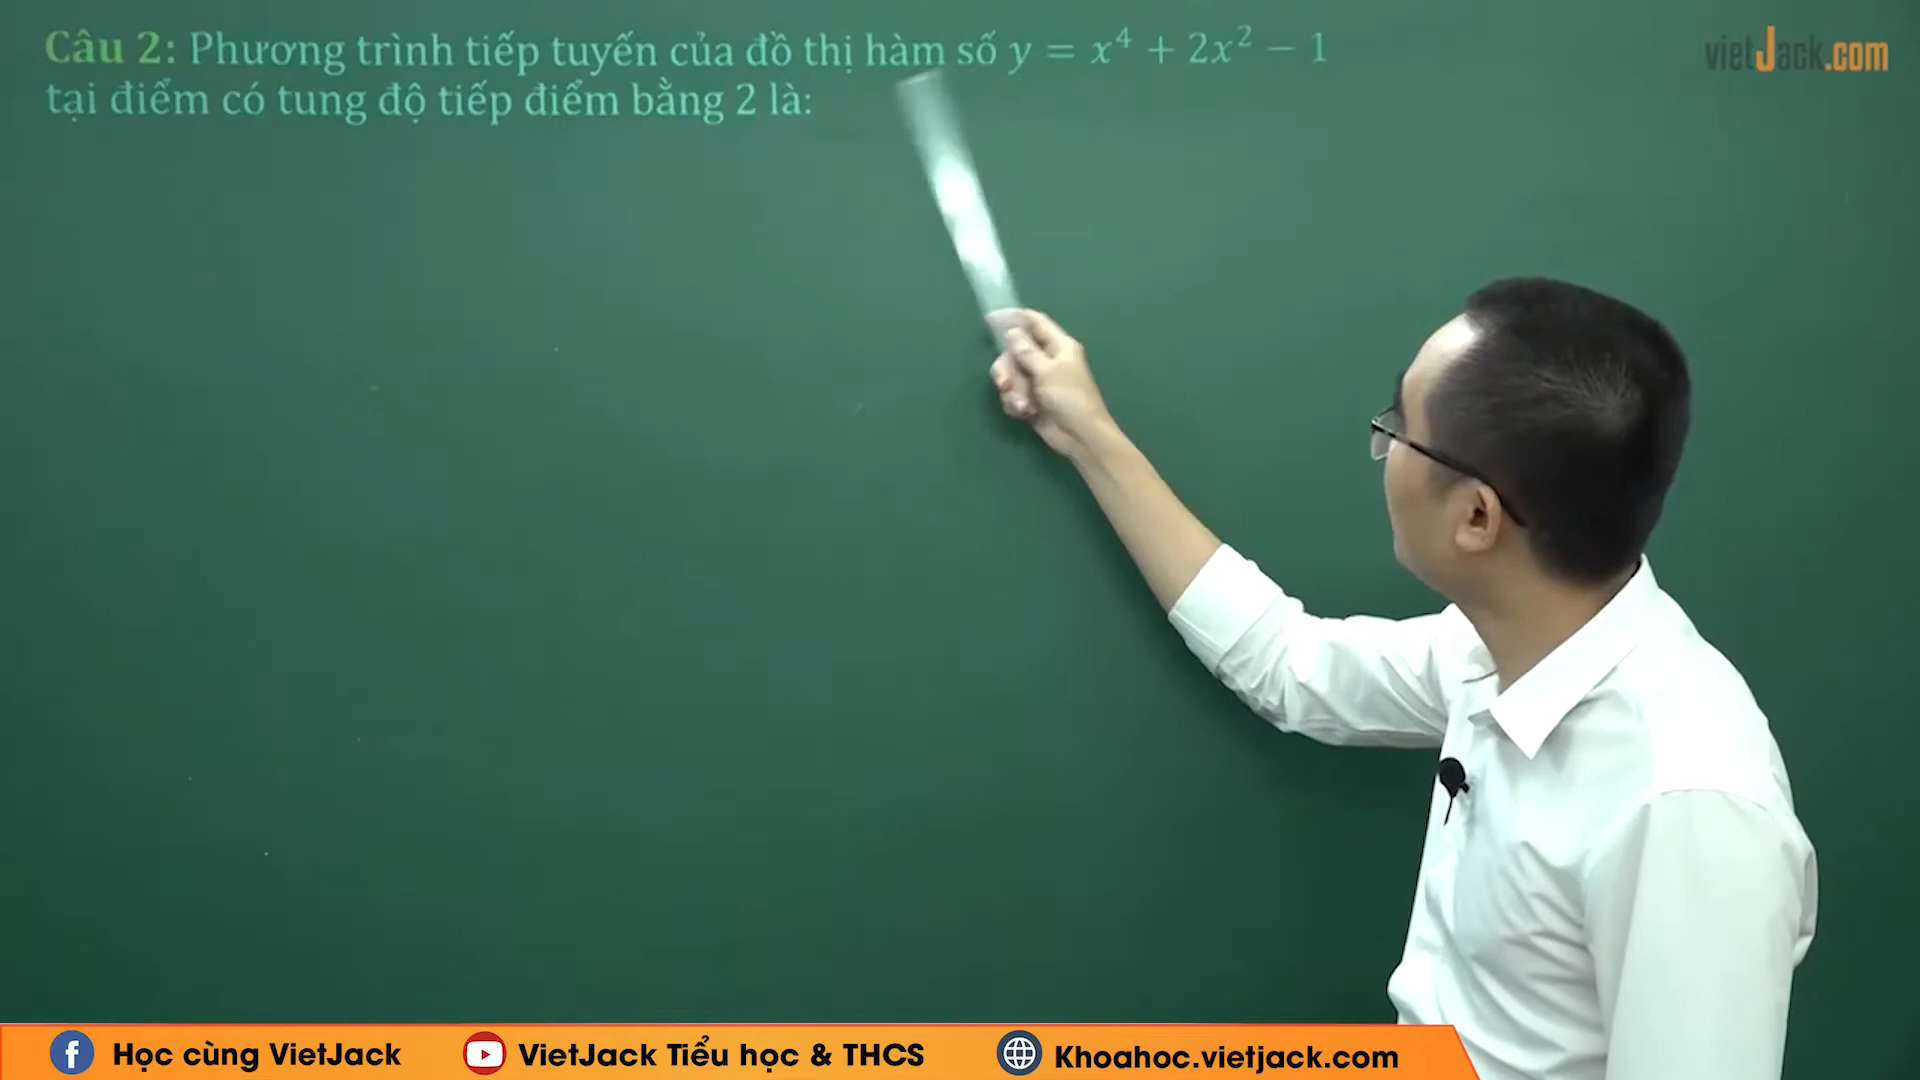 Câu 2: Phương trình tiếp tuyến của đồ thị hàm số y = x⁴ + 2x² − 1
tại điểm có tung độ tiếp điểm bằng 2 là:
vietJack.com
Học cùng VietJack
VietJack Tiểu học & THCS
Khoahoc.vietjack.com